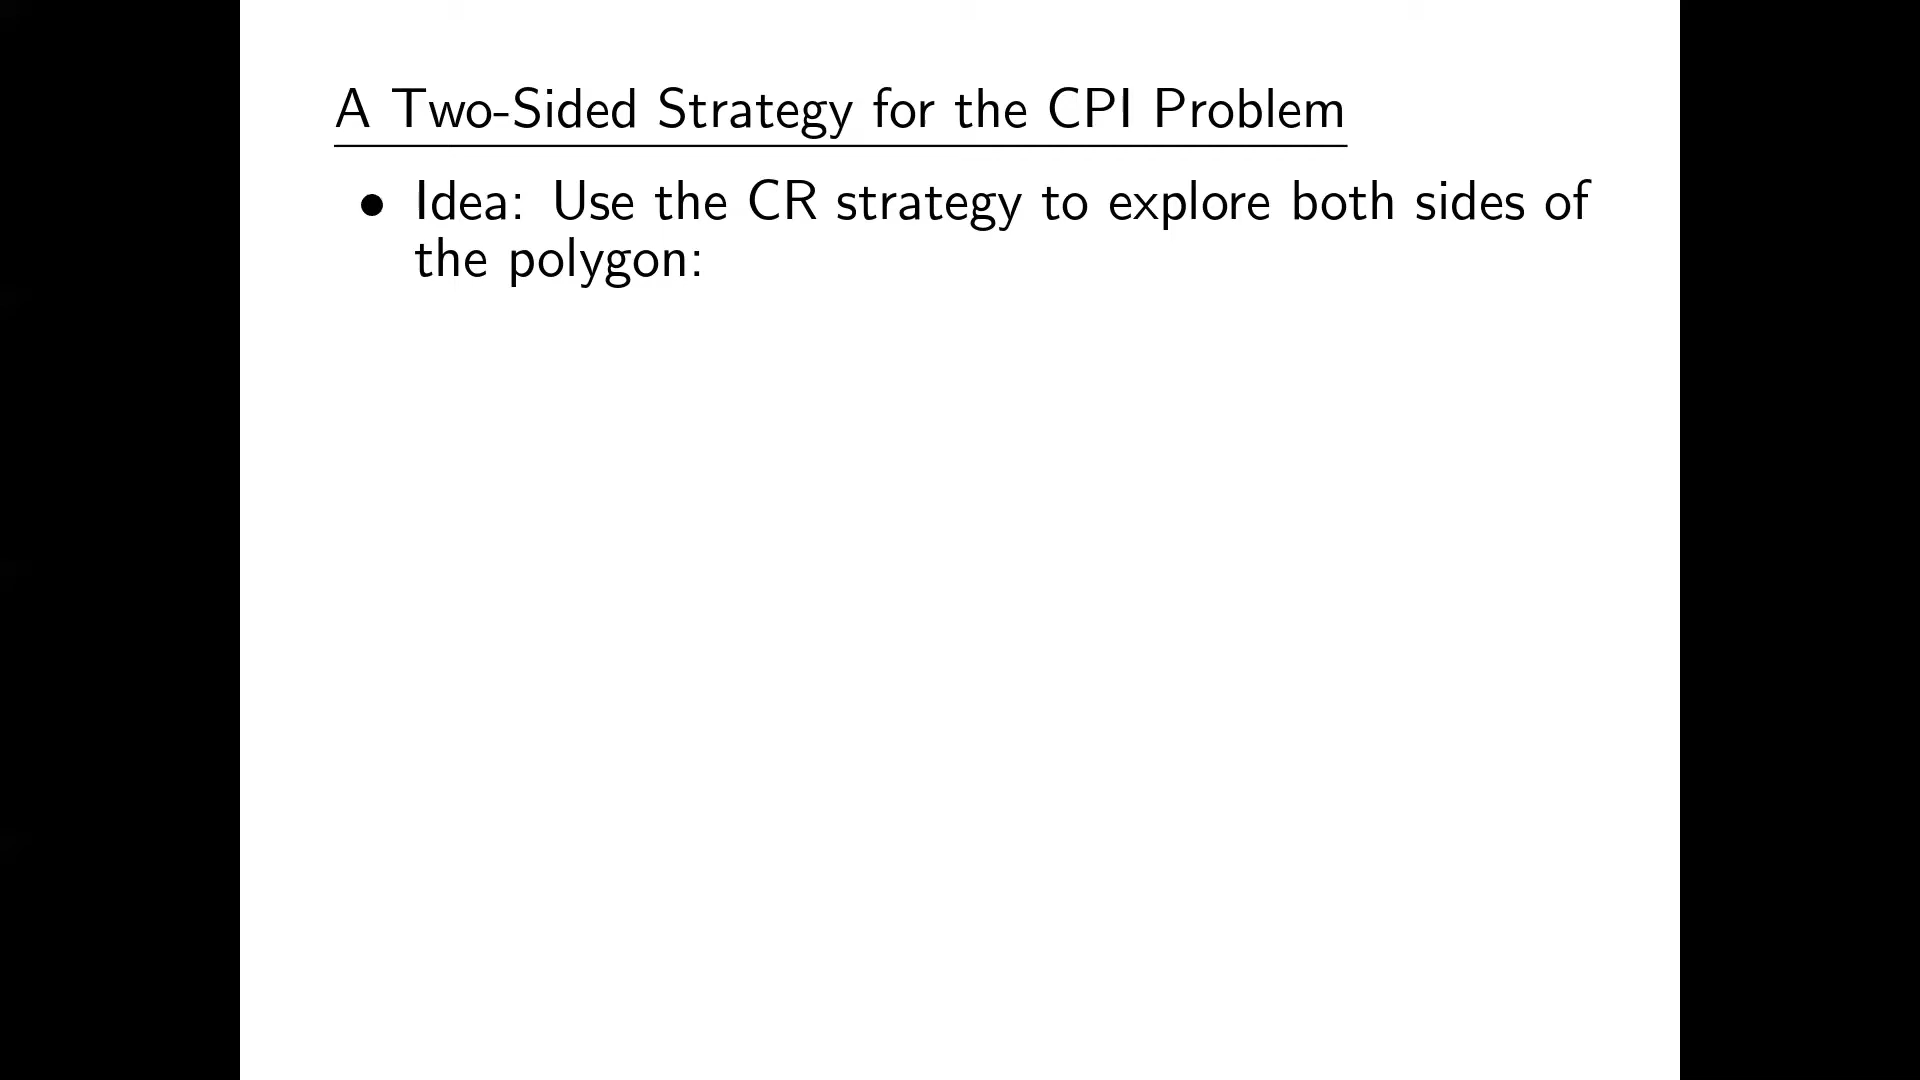 A Two-Sided Strategy for the CPI Problem
• Idea: Use the CR strategy to explore both sides of
the polygon: